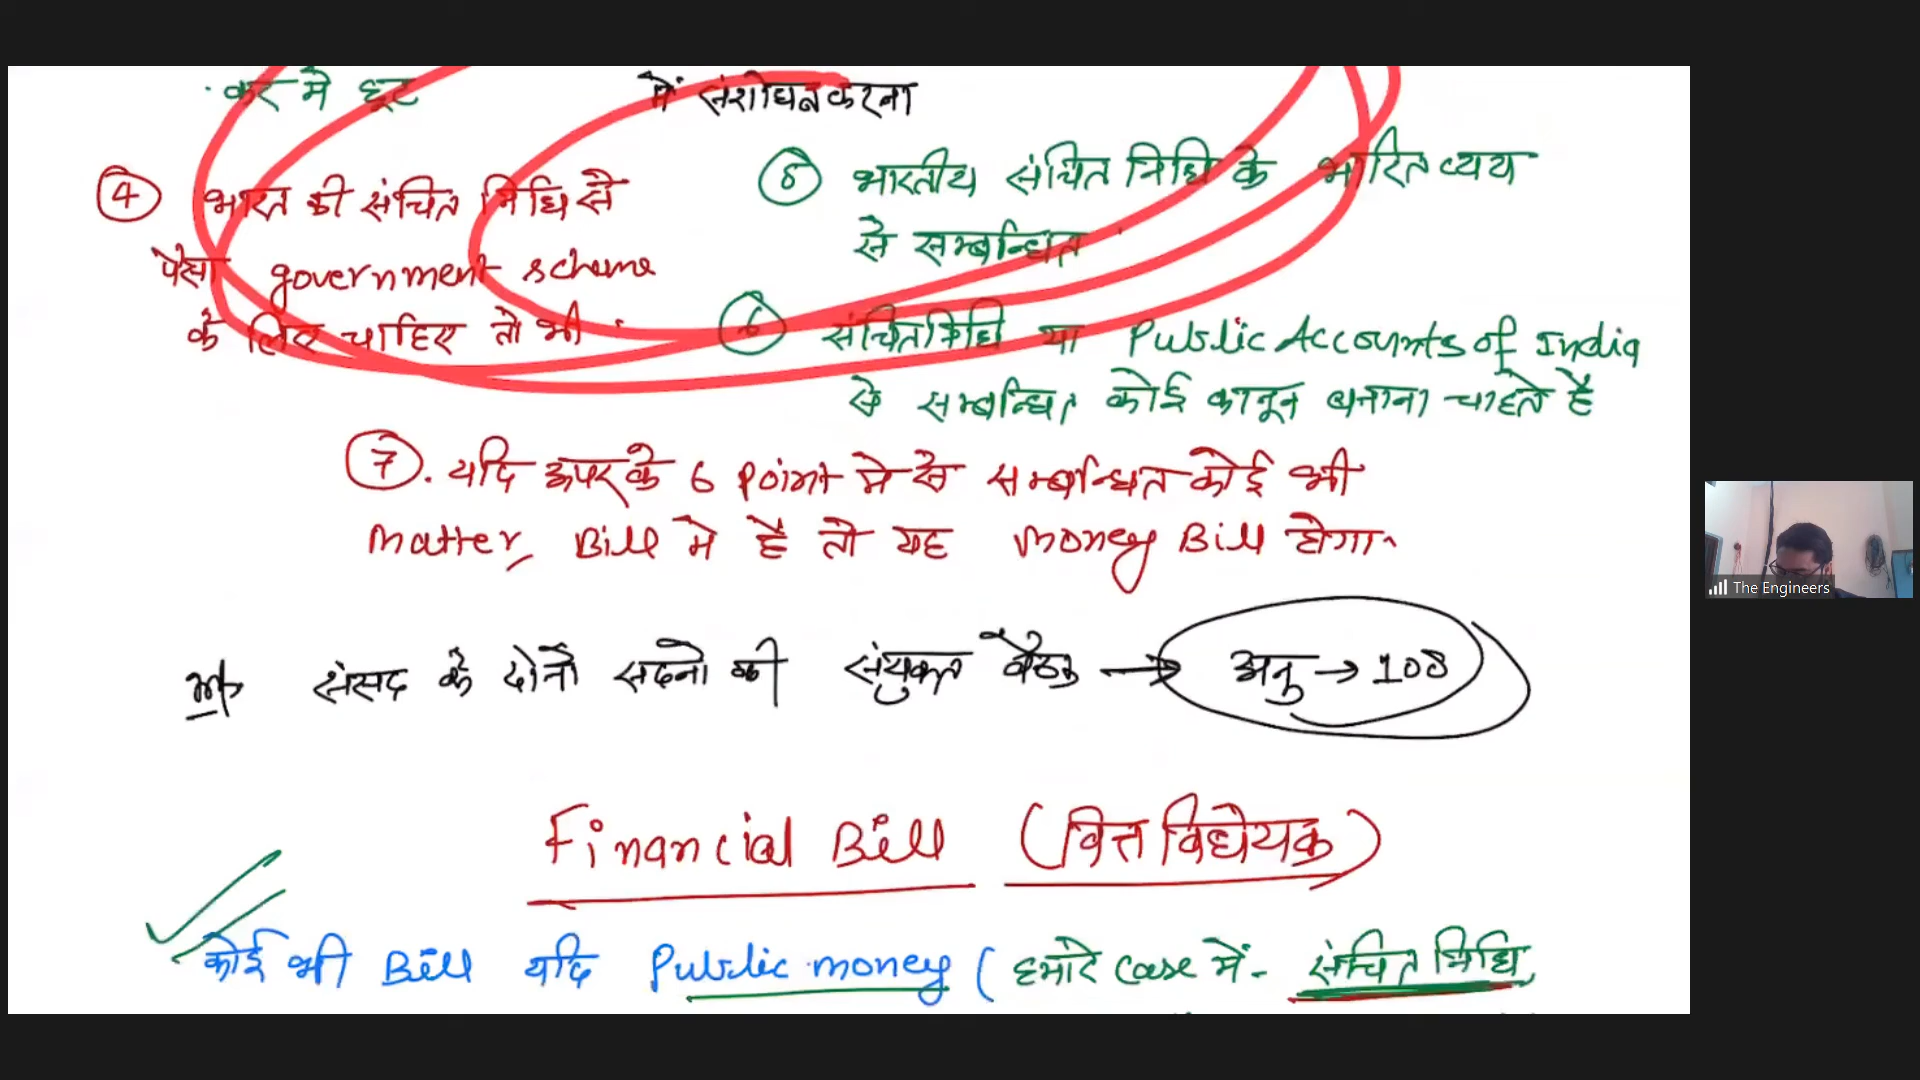 कर मे छूट
में संशोधित करना
④ भारत की संचित निधि से
पैसा government scheme
के लिए चाहिए तो भी
⑤ भारतीय संचित निधि के भारित व्यय
से सम्बन्धित
⑥ संचित निधि या Public Accounts of India
से सम्बन्धित कोई कानून बनाना चाहते है
⑦. यदि ऊपर के 6 Point मे से सम्बन्धित कोई भी
matter, Bill मे है तो यह money Bill होगा
संसद के दोनो सदनो की संयुक्त बैठक → अनु → 108
Financial Bill (वित्त विधेयक)
कोई भी Bill यदि Public money ( हमारे case में - संचित निधि,
The Engineers